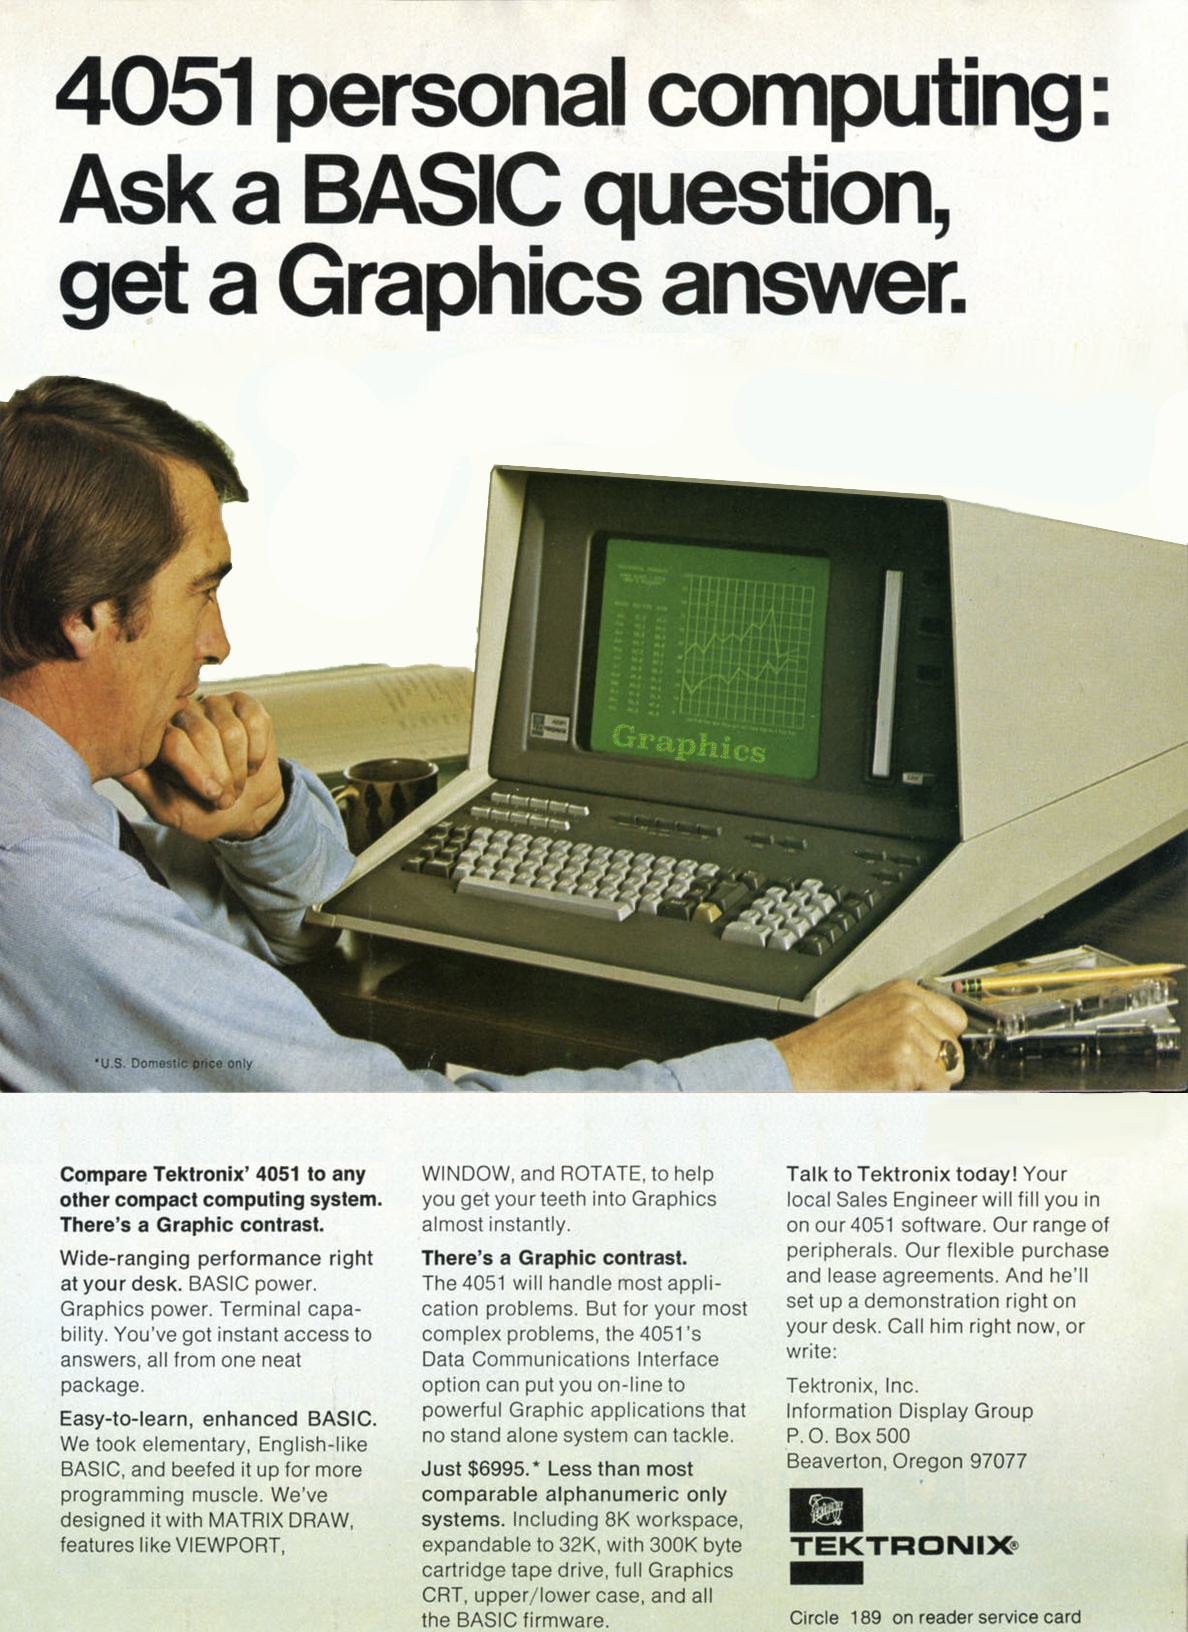 4051 personal computing:
Ask a BASIC question,
get a Graphics answer.
TEKTRONIX
Graphics
*U.S. Domestic price only
Compare Tektronix' 4051 to any
other compact computing system.
There's a Graphic contrast.
Wide-ranging performance right
at your desk. BASIC power.
Graphics power. Terminal capa-
bility. You've got instant access to
answers, all from one neat
package.
Easy-to-learn, enhanced BASIC.
We took elementary, English-like
BASIC, and beefed it up for more
programming muscle. We've
designed it with MATRIX DRAW,
features like VIEWPORT,
WINDOW, and ROTATE, to help
you get your teeth into Graphics
almost instantly.
There's a Graphic contrast.
The 4051 will handle most appli-
cation problems. But for your most
complex problems, the 4051's
Data Communications Interface
option can put you on-line to
powerful Graphic applications that
no stand alone system can tackle.
Just $6995.* Less than most
comparable alphanumeric only
systems. Including 8K workspace,
expandable to 32K, with 300K byte
cartridge tape drive, full Graphics
CRT, upper/lower case, and all
the BASIC firmware.
Talk to Tektronix today! Your
local Sales Engineer will fill you in
on our 4051 software. Our range of
peripherals. Our flexible purchase
and lease agreements. And he'll
set up a demonstration right on
your desk. Call him right now, or
write:
Tektronix, Inc.
Information Display Group
P. O. Box 500
Beaverton, Oregon 97077
TEKTRONIX®
Circle 189 on reader service card